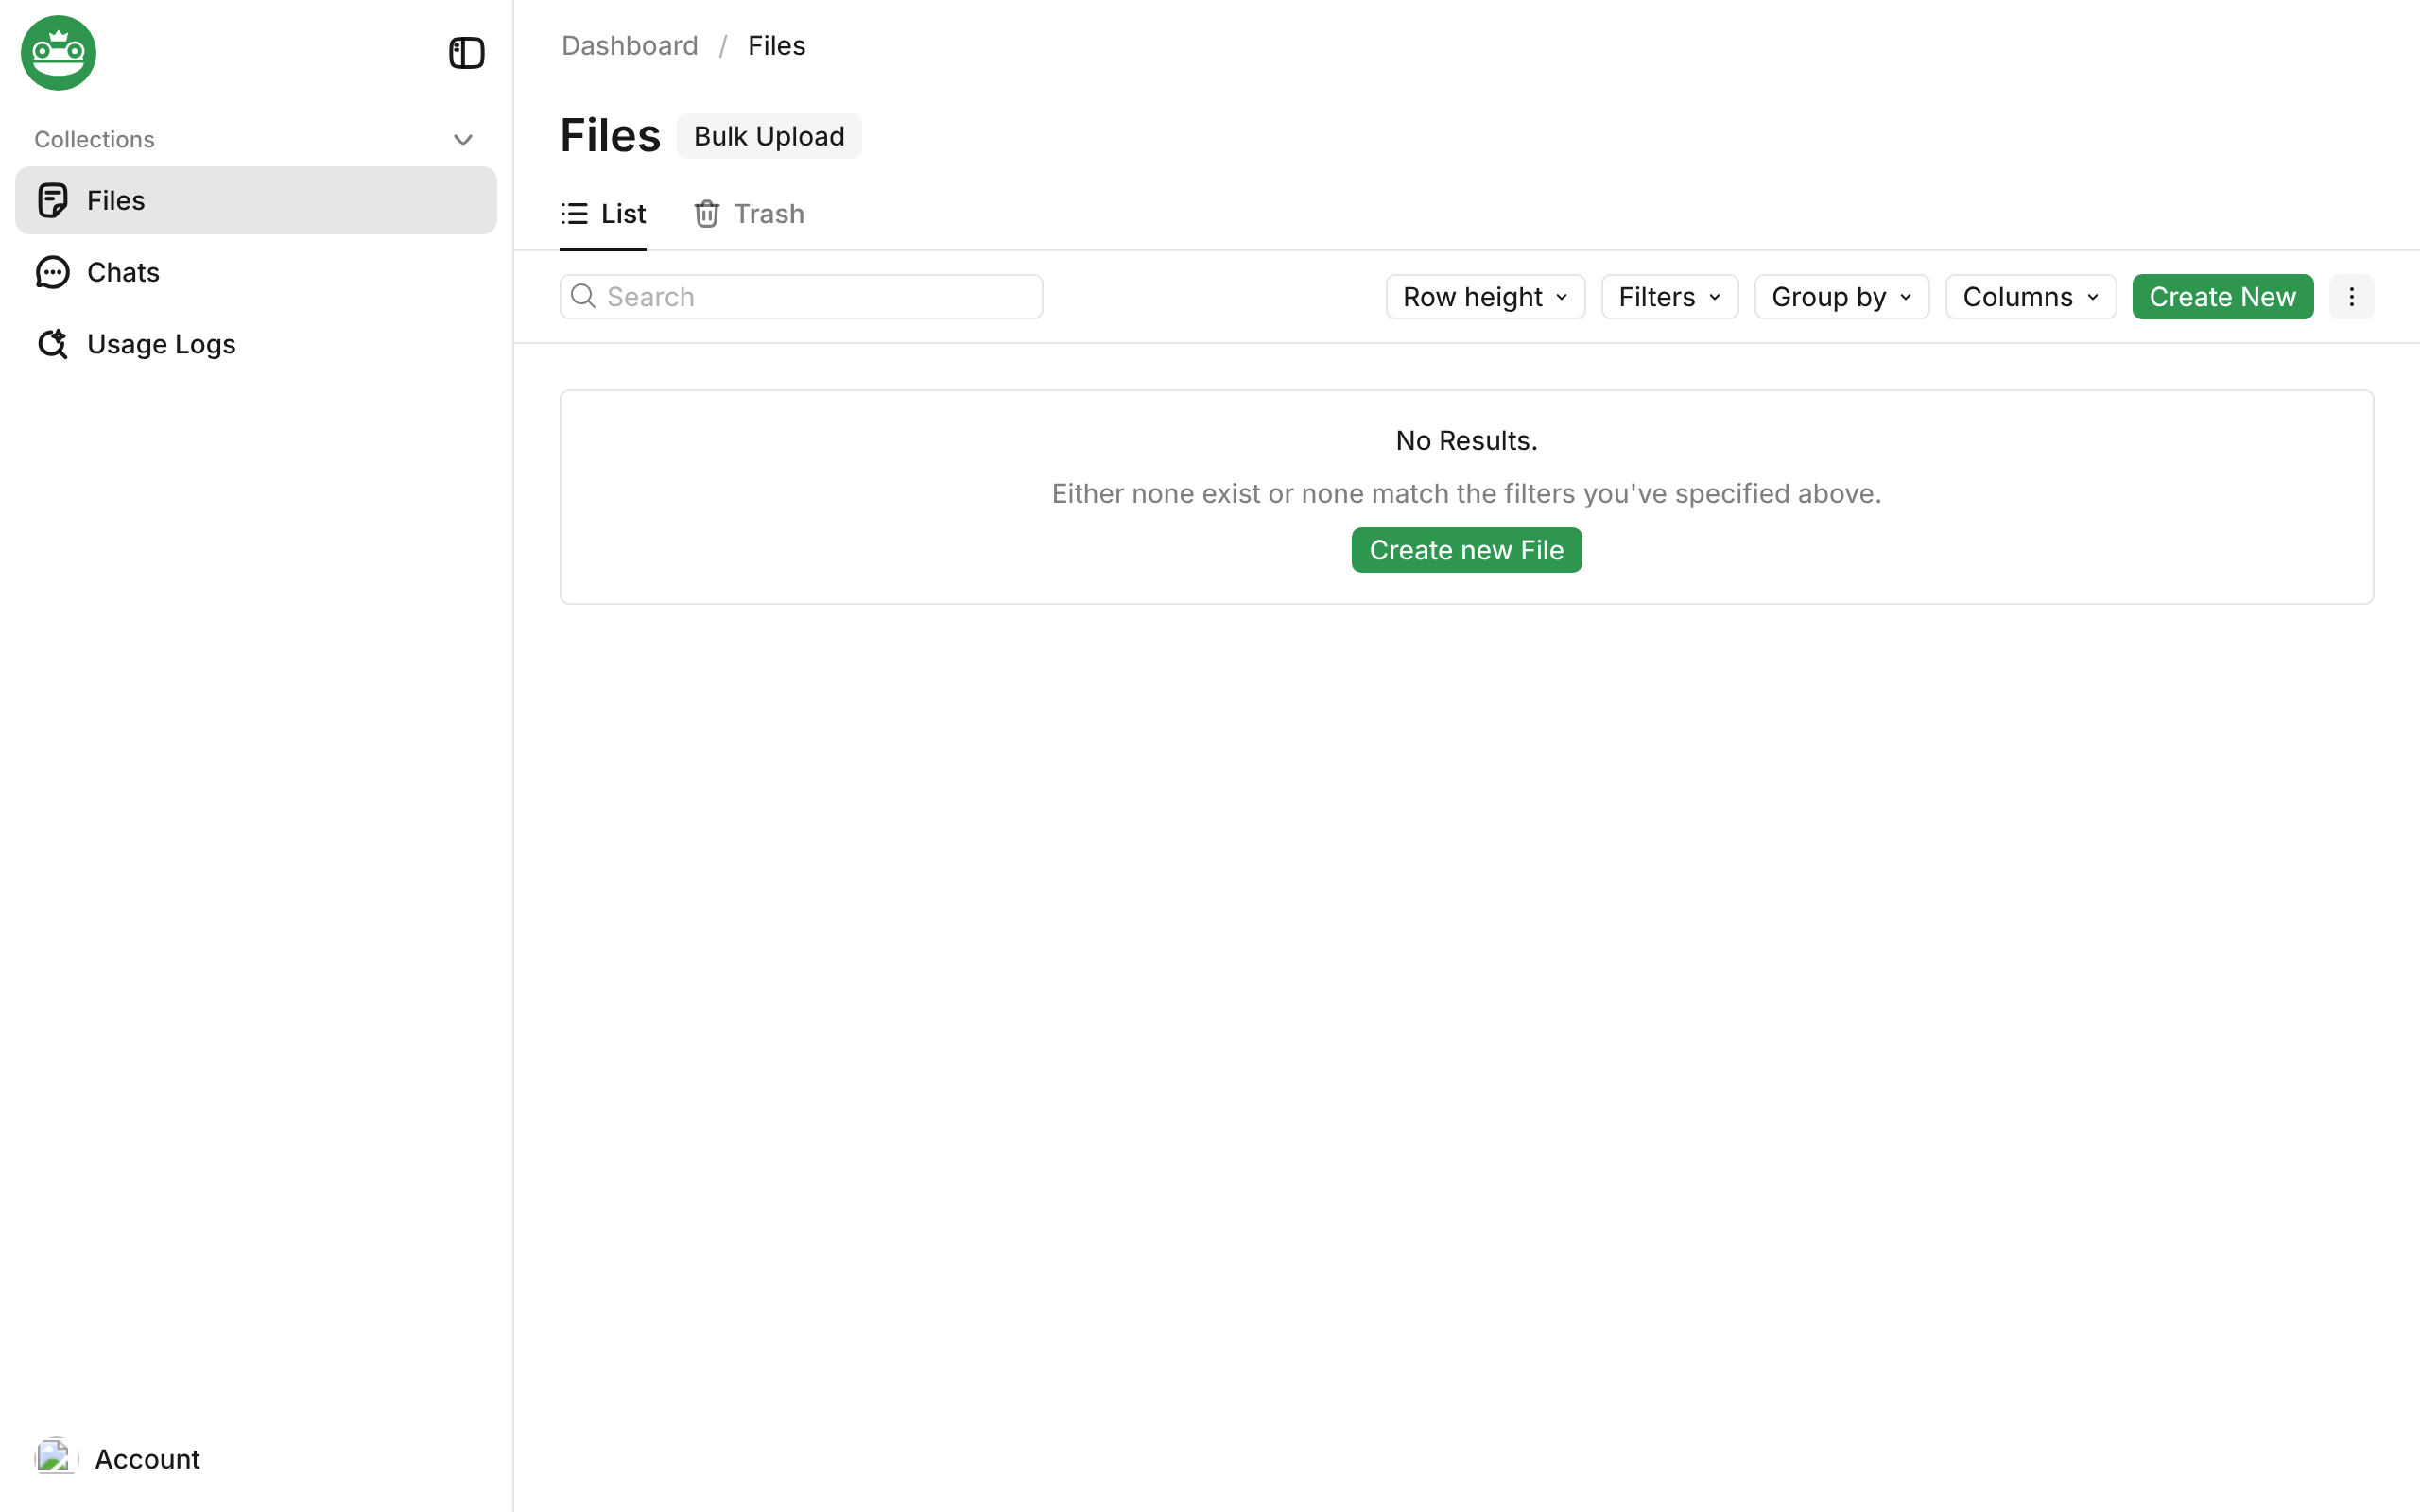 Collections
Files
Chats
Usage Logs
Account
Dashboard / Files
Files Bulk Upload
List Trash
Search Row height Filters Group by Columns Create New
No Results.
Either none exist or none match the filters you've specified above.
Create new File